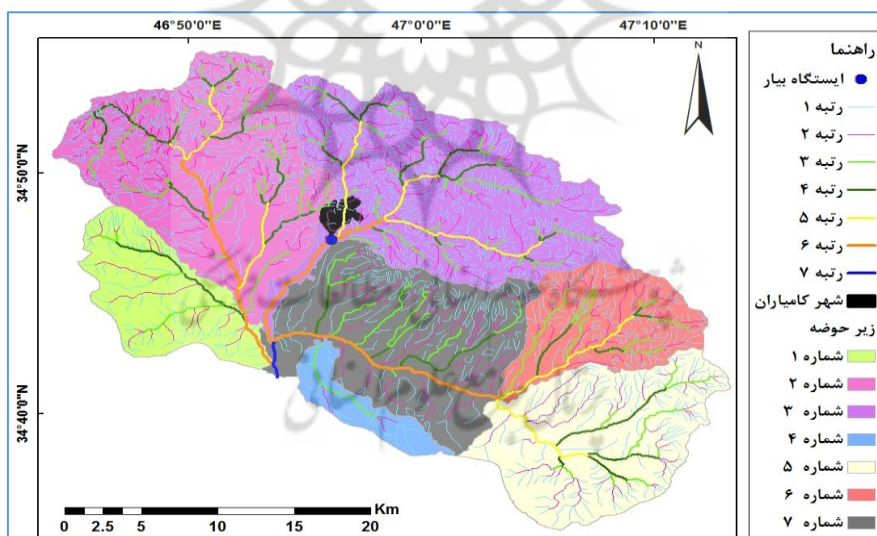 46°50'0"E
47°0'0"E
47°10'0"E
34°50'0"N
34°40'0"N
N
Km
0 2.5 5 10 15 20
راهنما
ایستگاه بیار
رتبه ۱
رتبه ۲
رتبه ۳
رتبه ۴
رتبه ۵
رتبه ۶
رتبه ۷
شهر کامیاران
زیر حوضه
شماره ۱
شماره ۲
شماره ۳
شماره ۴
شماره ۵
شماره ۶
شماره ۷